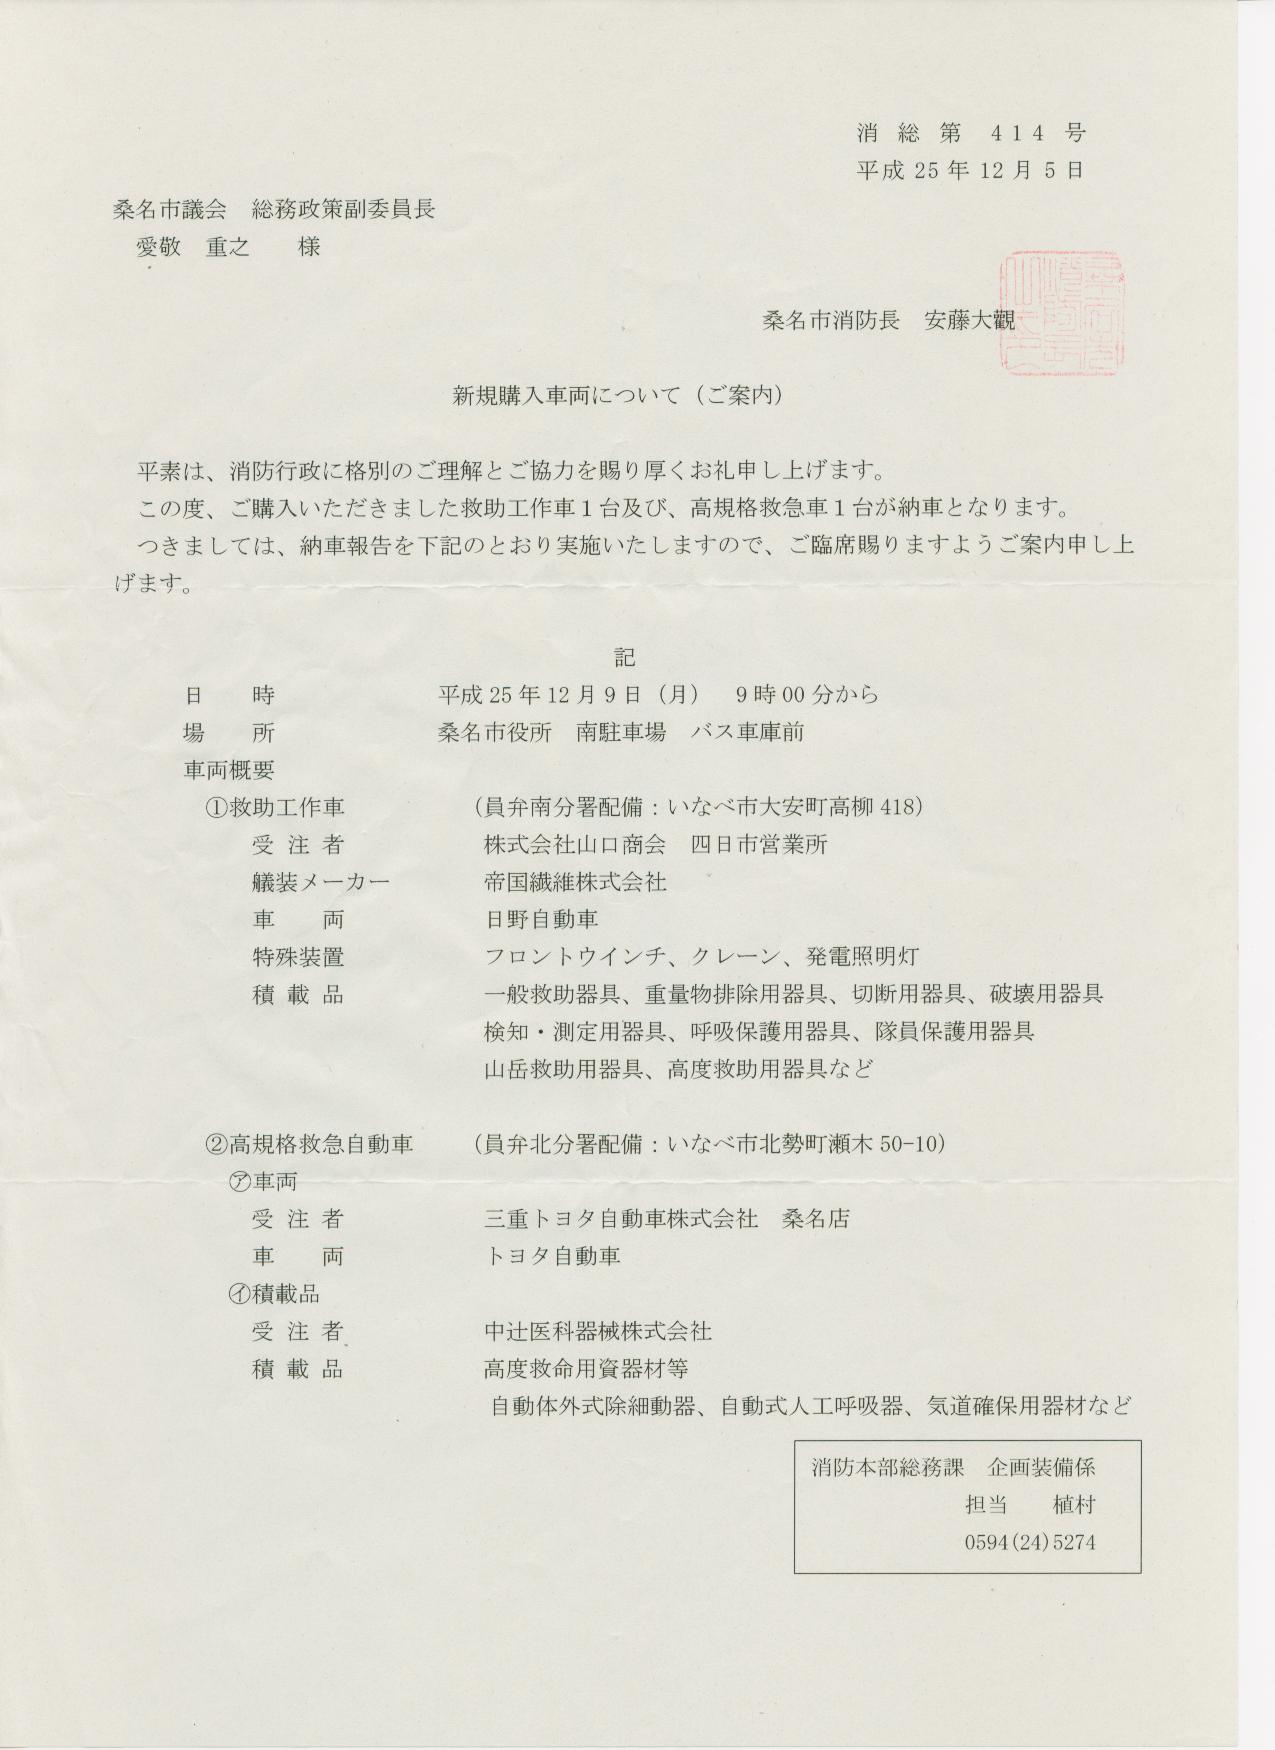 消 総 第 414 号
平成 25 年 12 月 5 日
桑名市議会 総務政策副委員長
愛敬 重之 様
桑名市消防長 安藤大觀
新規購入車両について（ご案内）
平素は、消防行政に格別のご理解とご協力を賜り厚くお礼申し上げます。
この度、ご購入いただきました救助工作車１台及び、高規格救急車１台が納車となります。
つきましては、納車報告を下記のとおり実施いたしますので、ご臨席賜りますようご案内申し上
げます。
記
日 時 平成 25 年 12 月 9 日（月） 9 時 00 分から
場 所 桑名市役所 南駐車場 バス車庫前
車両概要
①救助工作車 （員弁南分署配備：いなべ市大安町高柳 418）
受 注 者 株式会社山口商会 四日市営業所
艤装メーカー 帝国繊維株式会社
車 両 日野自動車
特殊装置 フロントウインチ、クレーン、発電照明灯
積 載 品 一般救助器具、重量物排除用器具、切断用器具、破壊用器具
検知・測定用器具、呼吸保護用器具、隊員保護用器具
山岳救助用器具、高度救助用器具など
②高規格救急自動車 （員弁北分署配備：いなべ市北勢町瀬木 50-10）
㋐車両
受 注 者 三重トヨタ自動車株式会社 桑名店
車 両 トヨタ自動車
㋑積載品
受 注 者 中辻医科器械株式会社
積 載 品 高度救命用資器材等
自動体外式除細動器、自動式人工呼吸器、気道確保用器材など
消防本部総務課 企画装備係
担当 植村
0594(24)5274